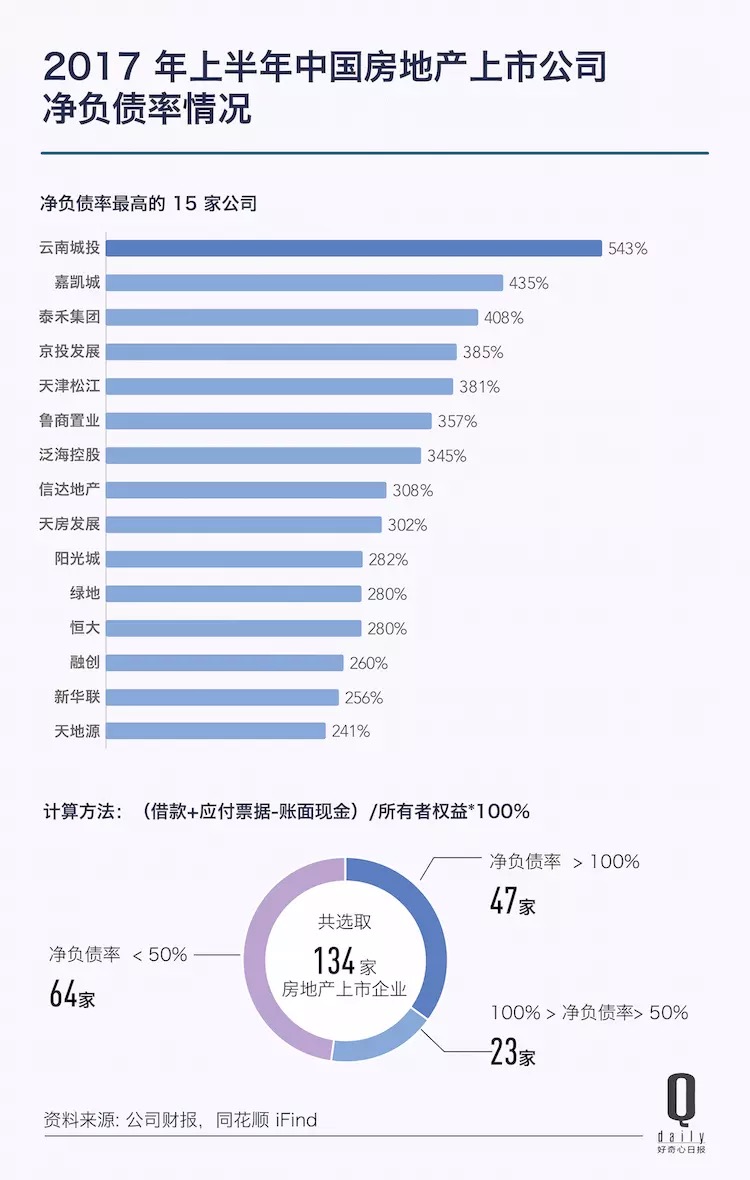 2017 年上半年中国房地产上市公司
净负债率情况
净负债率最高的 15 家公司
云南城投 543%
嘉凯城 435%
泰禾集团 408%
京投发展 385%
天津松江 381%
鲁商置业 357%
泛海控股 345%
信达地产 308%
天房发展 302%
阳光城 282%
绿地 280%
恒大 280%
融创 260%
新华联 256%
天地源 241%
计算方法：（借款+应付票据-账面现金）/所有者权益*100%
净负债率 > 100%
47家
共选取
134 家
房地产上市企业
净负债率 < 50%
64家
100% > 净负债率> 50%
23家
资料来源: 公司财报，同花顺 iFind
Q
daily
好奇心日报